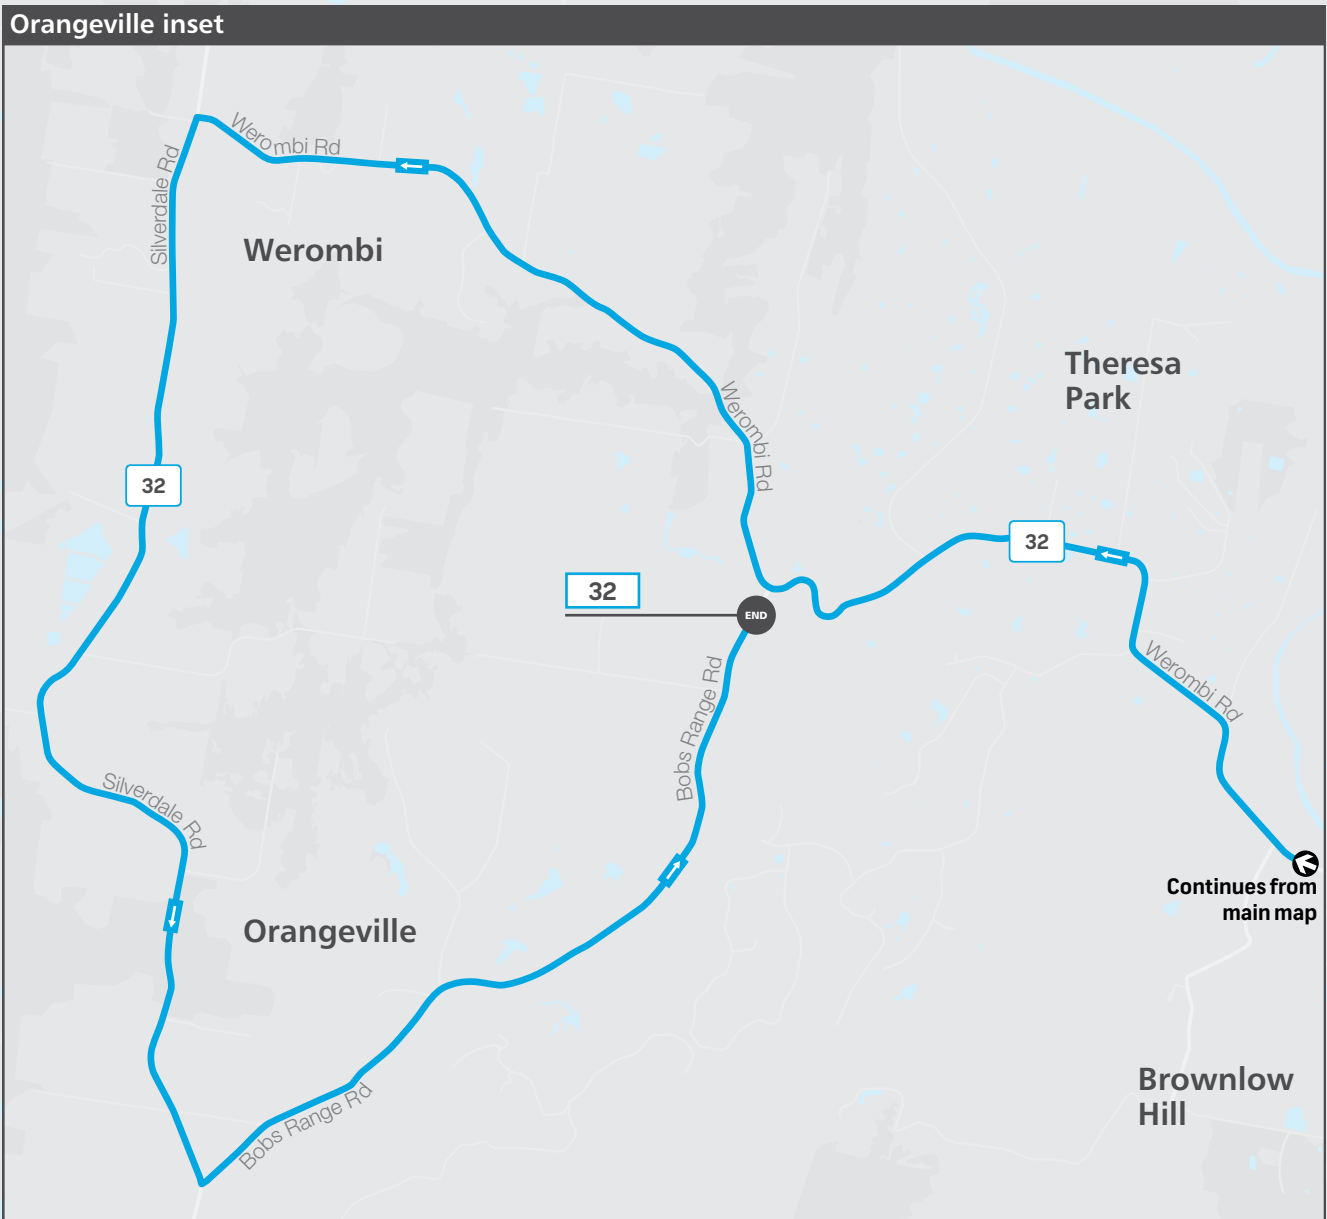 Orangeville inset
Werombi Rd
Silverdale Rd
Werombi
Theresa
Park
Werombi Rd
32
32
32
END
Werombi Rd
Bobs Range Rd
Silverdale Rd
Continues from
main map
Orangeville
Brownlow
Hill
Bobs Range Rd